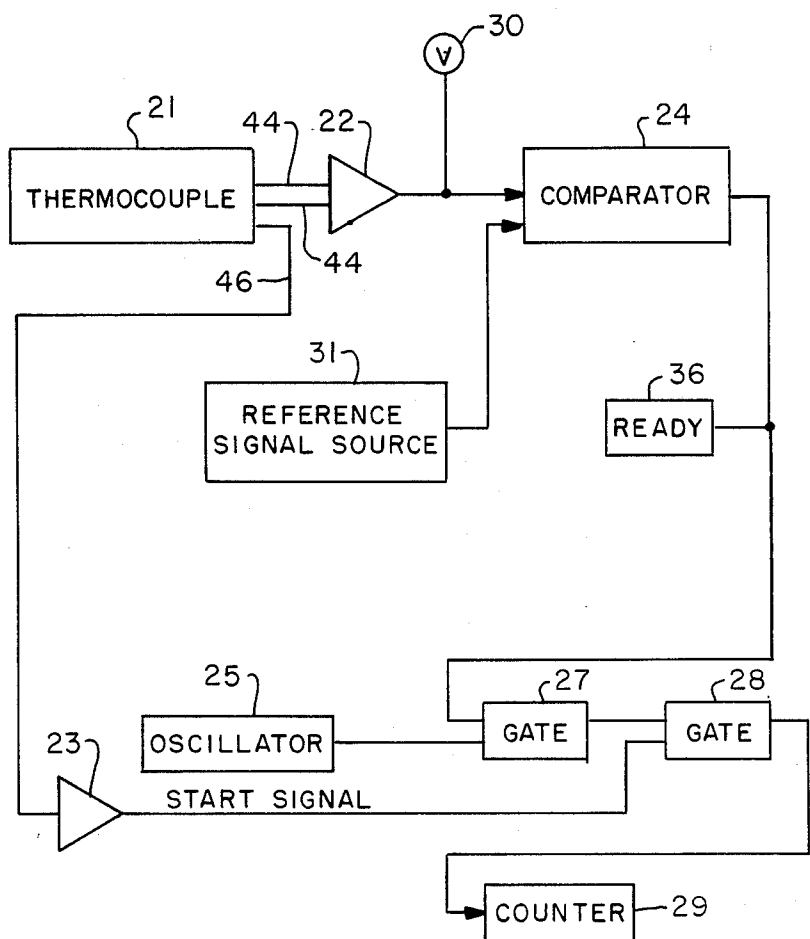 30
V
21
44
22
24
THERMOCOUPLE
COMPARATOR
44
46
31
36
REFERENCE
SIGNAL SOURCE
READY
25
27
28
OSCILLATOR
GATE
GATE
23
START SIGNAL
COUNTER
29